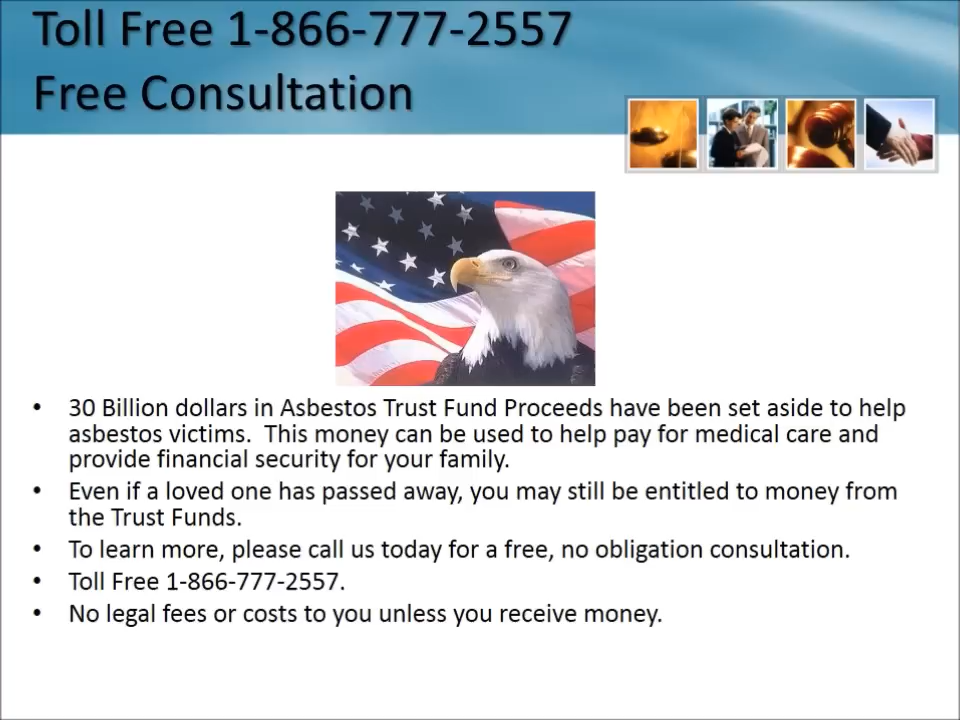 Toll Free 1-866-777-2557
Free Consultation
• 30 Billion dollars in Asbestos Trust Fund Proceeds have been set aside to help
asbestos victims.  This money can be used to help pay for medical care and
provide financial security for your family.
• Even if a loved one has passed away, you may still be entitled to money from
the Trust Funds.
• To learn more, please call us today for a free, no obligation consultation.
• Toll Free 1-866-777-2557.
• No legal fees or costs to you unless you receive money.